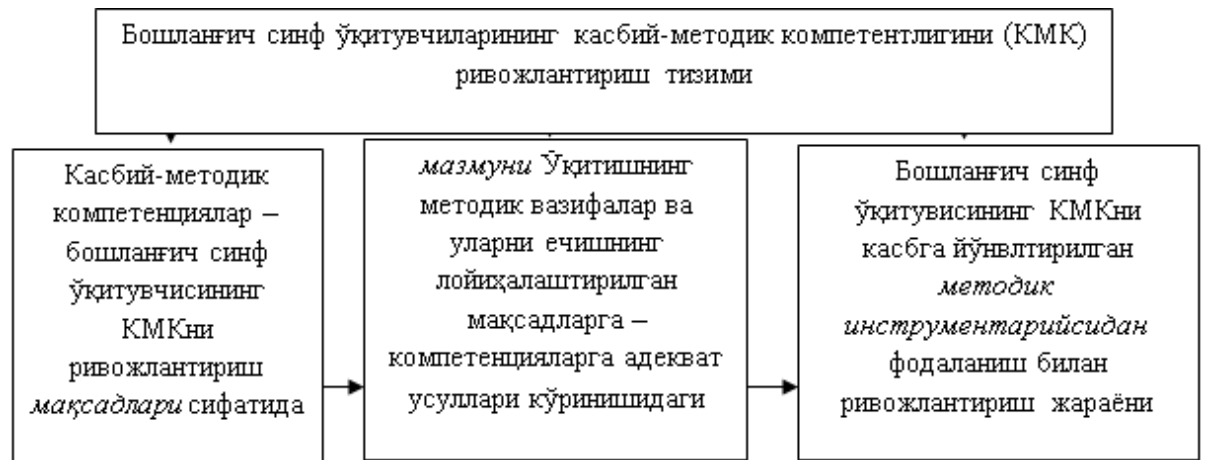 Бошланғич синф ўқитувчиларининг касбий-методик компетентлигини (КМК)
ривожлантириш тизими
Касбий-методик
компетенциялар –
бошланғич синф
ўқитувчисининг
КМКни
ривожлантириш
мақсадлари сифатида
мазмуни Ўқитишнинг
методик вазифалар ва
уларни ечишнинг
лойиҳалаштирилган
мақсадларга –
компетенцияларга адекват
усуллари кўринишидаги
Бошланғич синф
ўқитувисининг КМКни
касбга йўнвлтирилган
методик
инструментарийсидан
фодаланиш билан
ривожлантириш жараёни